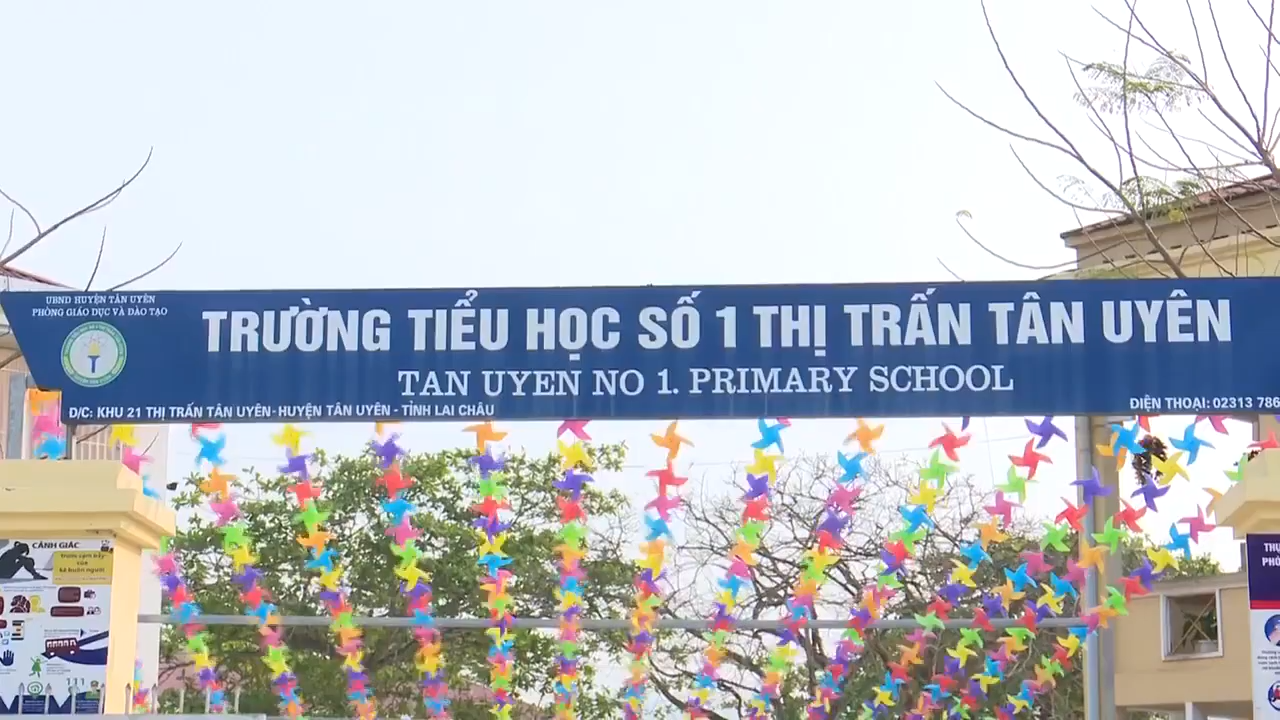 UBND HUYỆN TÂN UYÊN
PHÒNG GIÁO DỤC VÀ ĐÀO TẠO
TRƯỜNG TIỂU HỌC SỐ 1 THỊ TRẤN TÂN UYÊN
TAN UYEN NO 1. PRIMARY SCHOOL
Đ/C: KHU 21 THỊ TRẤN TÂN UYÊN - HUYỆN TÂN UYÊN - TỈNH LAI CHÂU
ĐIỆN THOẠI: 02313 786
CẢNH GIÁC
111